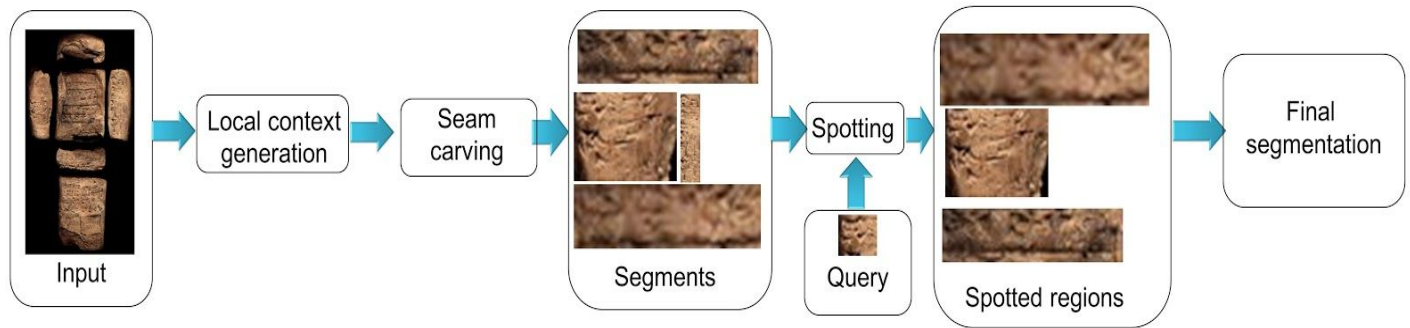 Input
Local context
generation
Seam
carving
Segments
Spotting
Query
Spotted regions
Final
segmentation